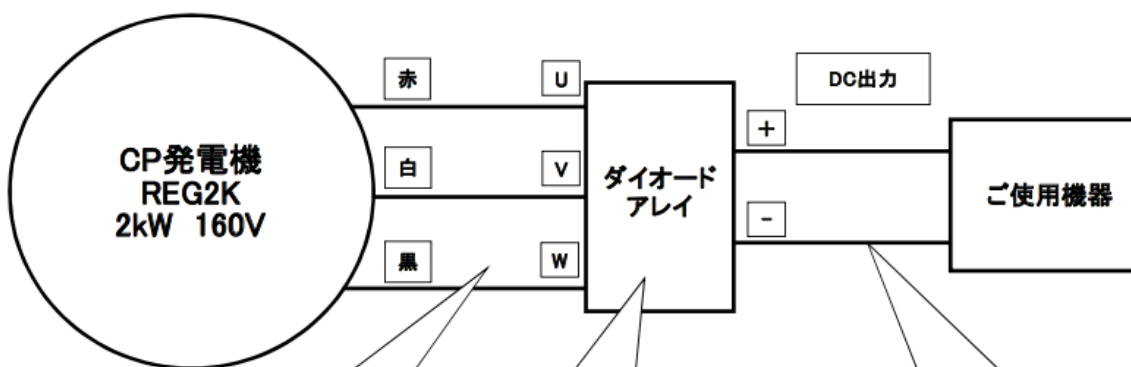 CP発電機
REG2K
2kW 160V
赤
U
白
V
黒
W
ダイオード
アレイ
DC出力
+
-
ご使用機器